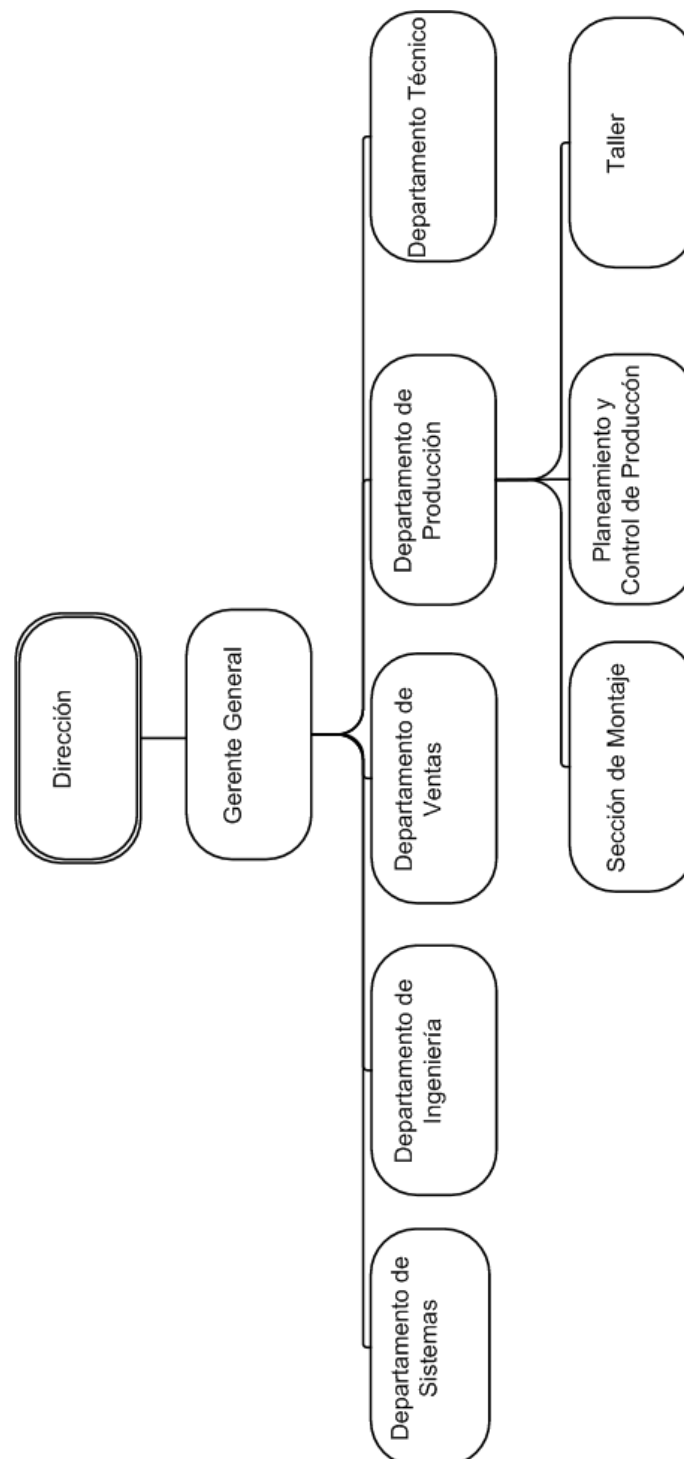 Dirección
Gerente General
Departamento de
Sistemas
Departamento de
Ingeniería
Departamento de
Ventas
Departamento de
Producción
Departamento Técnico
Sección de Montaje
Planeamiento y
Control de Produccón
Taller